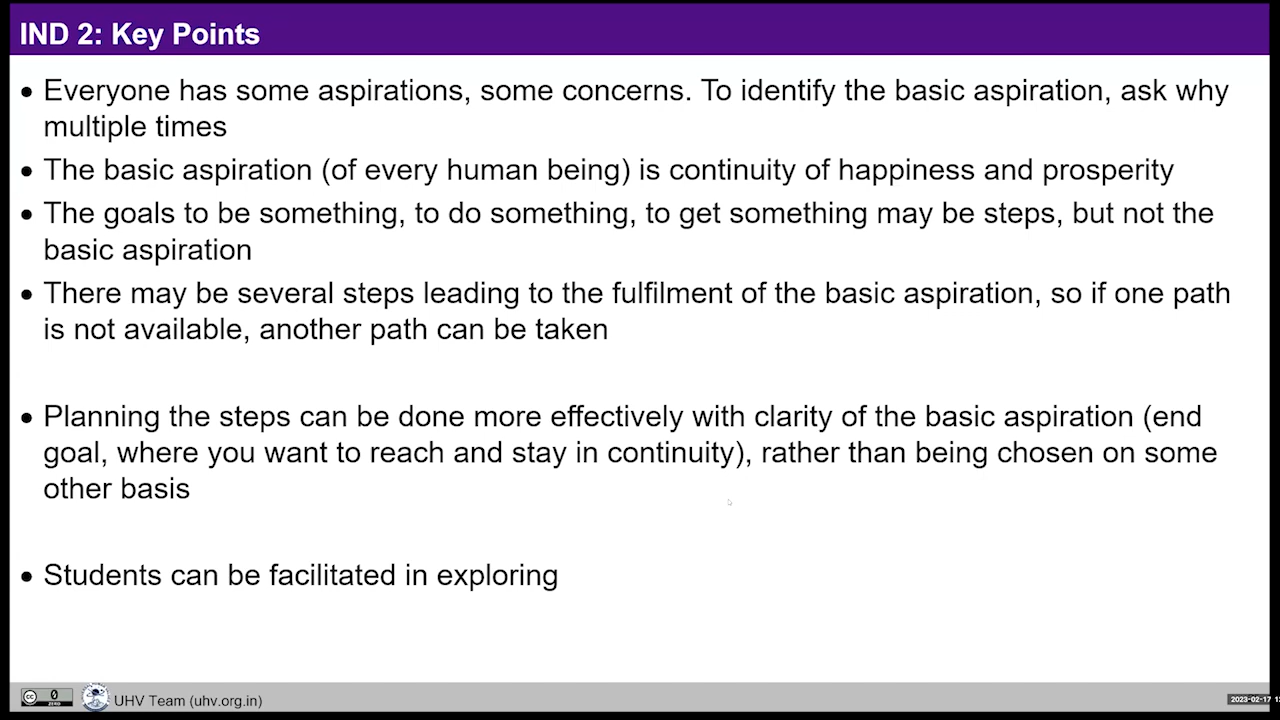 IND 2: Key Points
• Everyone has some aspirations, some concerns. To identify the basic aspiration, ask why
multiple times
• The basic aspiration (of every human being) is continuity of happiness and prosperity
• The goals to be something, to do something, to get something may be steps, but not the
basic aspiration
• There may be several steps leading to the fulfilment of the basic aspiration, so if one path
is not available, another path can be taken
• Planning the steps can be done more effectively with clarity of the basic aspiration (end
goal, where you want to reach and stay in continuity), rather than being chosen on some
other basis
• Students can be facilitated in exploring
cc 0 ZERO
UHV Team (uhv.org.in)
2023-02-17